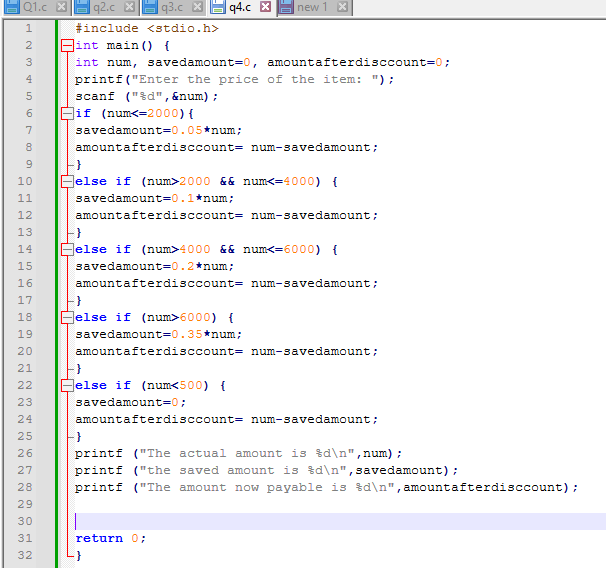 Q1.c q2.c q3.c q4.c new 1
1 #include <stdio.h>
2 int main() {
3 int num, savedamount=0, amountafterdisccount=0;
4 printf("Enter the price of the item: ");
5 scanf ("%d",&num);
6 if (num<=2000){
7 savedamount=0.05*num;
8 amountafterdisccount= num-savedamount;
9 }
10 else if (num>2000 && num<=4000) {
11 savedamount=0.1*num;
12 amountafterdisccount= num-savedamount;
13 }
14 else if (num>4000 && num<=6000) {
15 savedamount=0.2*num;
16 amountafterdisccount= num-savedamount;
17 }
18 else if (num>6000) {
19 savedamount=0.35*num;
20 amountafterdisccount= num-savedamount;
21 }
22 else if (num<500) {
23 savedamount=0;
24 amountafterdisccount= num-savedamount;
25 }
26 printf ("The actual amount is %d\n",num);
27 printf ("the saved amount is %d\n",savedamount);
28 printf ("The amount now payable is %d\n",amountafterdisccount);
29
30
31 return 0;
32 }